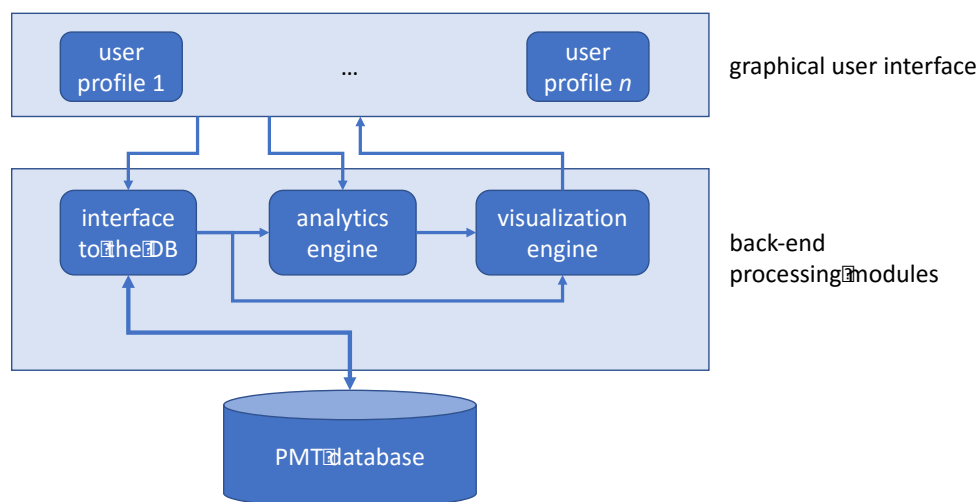 user
profile 1
...
user
profile n
graphical user interface
interface
to the DB
analytics
engine
visualization
engine
back-end
processing modules
PMT database